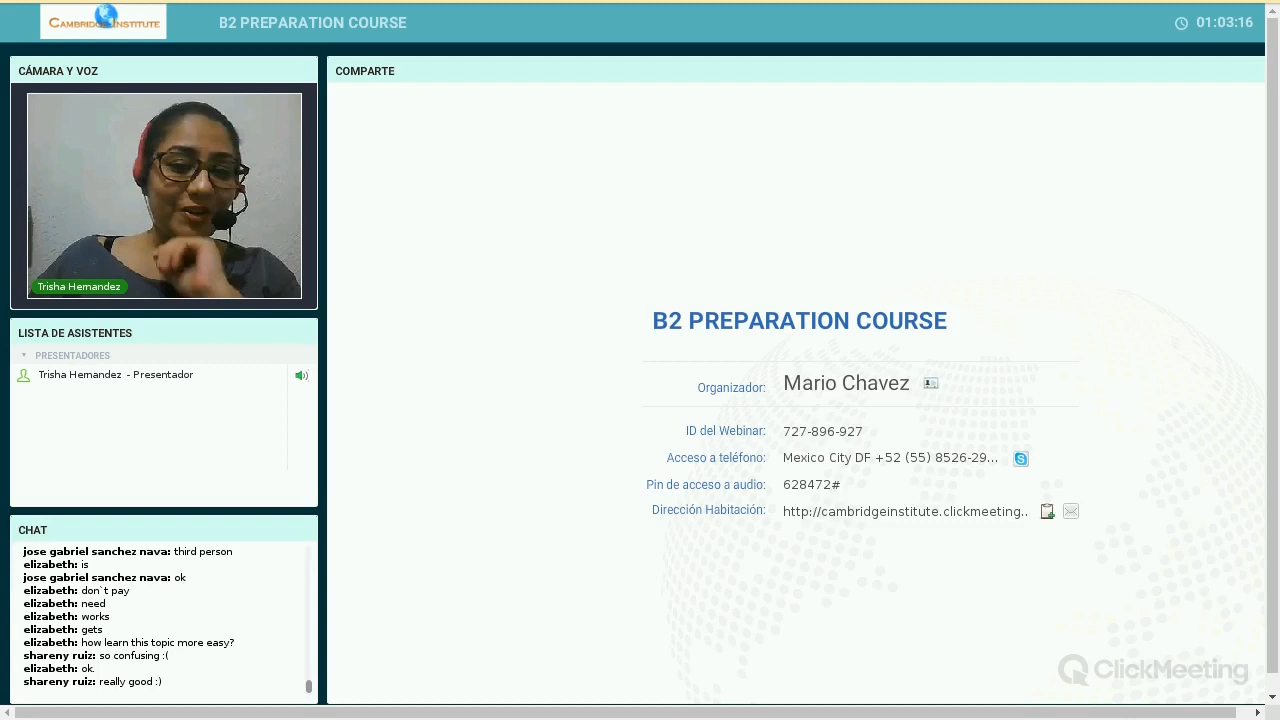 CAMBRIDGE INSTITUTE
B2 PREPARATION COURSE
01:03:16
CÁMARA Y VOZ
Trisha Hernandez
LISTA DE ASISTENTES
PRESENTADORES
Trisha Hernandez - Presentador
CHAT
jose gabriel sanchez nava: third person
elizabeth: is
jose gabriel sanchez nava: ok
elizabeth: don`t pay
elizabeth: need
elizabeth: works
elizabeth: gets
elizabeth: how learn this topic more easy?
shareny ruiz: so confusing :(
elizabeth: ok.
shareny ruiz: really good :)
COMPARTE
B2 PREPARATION COURSE
Organizador: Mario Chavez
ID del Webinar: 727-896-927
Acceso a teléfono: Mexico City DF +52 (55) 8526-29...
Pin de acceso a audio: 628472#
Dirección Habitación: http://cambridgeinstitute.clickmeeting..
ClickMeeting